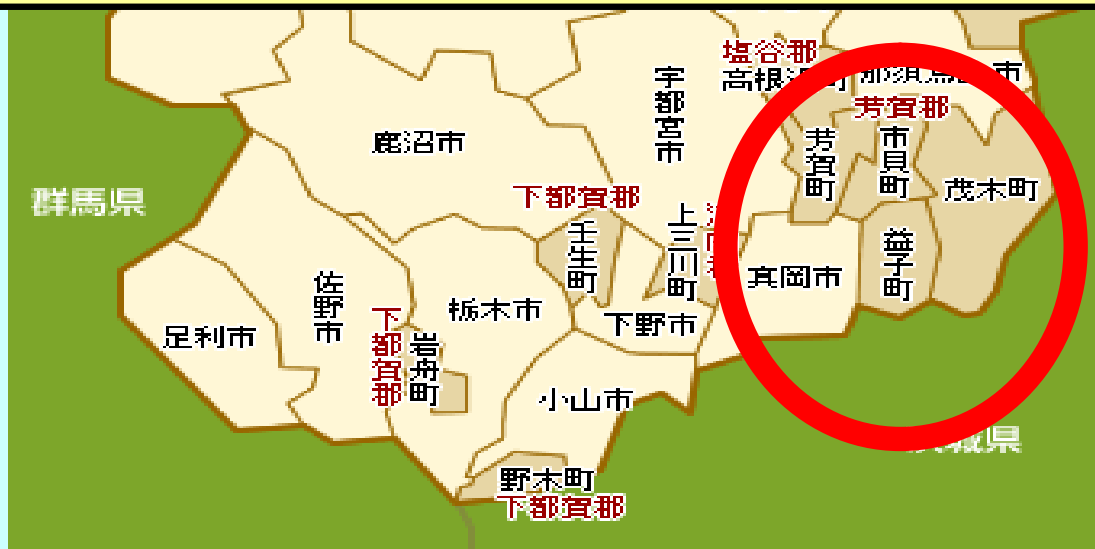 塩谷郡
高根沢町
那須烏山市
芳賀郡
宇都宮市
鹿沼市
芳賀町
市貝町
茂木町
群馬県
下都賀郡
壬生町
上三川町
益子町
真岡市
佐野市
栃木市
下野市
足利市
下都賀郡
岩舟町
小山市
野木町
下都賀郡
城県